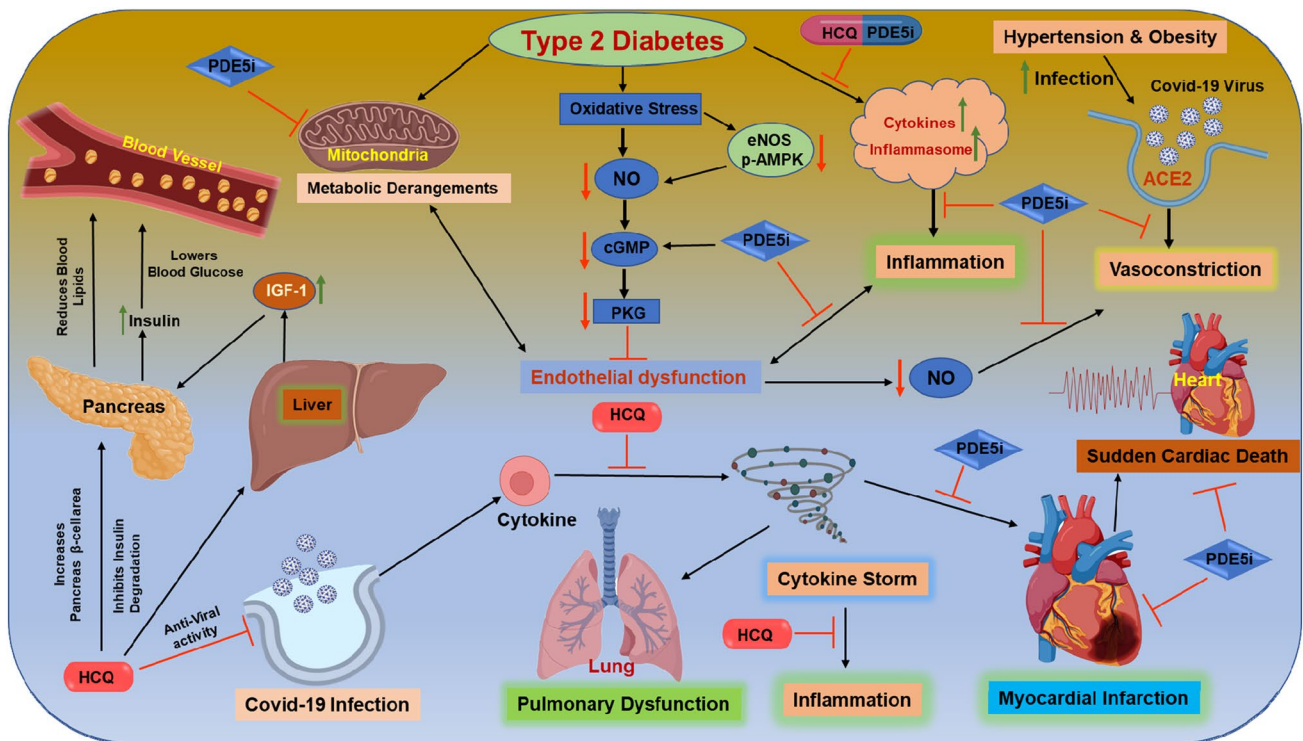 Type 2 Diabetes
HCQ PDE5i
Hypertension & Obesity
PDE5i
Infection
Covid-19 Virus
Oxidative Stress
Cytokines
Inflammasome
eNOS
p-AMPK
Blood Vessel
Mitochondria
Metabolic Derangements
NO
ACE2
PDE5i
cGMP
PDE5i
Inflammation
Vasoconstriction
Reduces Blood
Lipids
Lowers
Blood Glucose
IGF-1
Insulin
PKG
Endothelial dysfunction
NO
Heart
Pancreas
Liver
HCQ
PDE5i
Sudden Cardiac Death
Cytokine
Increases
Pancreas β-cellarea
Inhibits Insulin
Degradation
Anti-Viral
activity
PDE5i
Cytokine Storm
HCQ
HCQ
Lung
Covid-19 Infection
Pulmonary Dysfunction
Inflammation
Myocardial Infarction